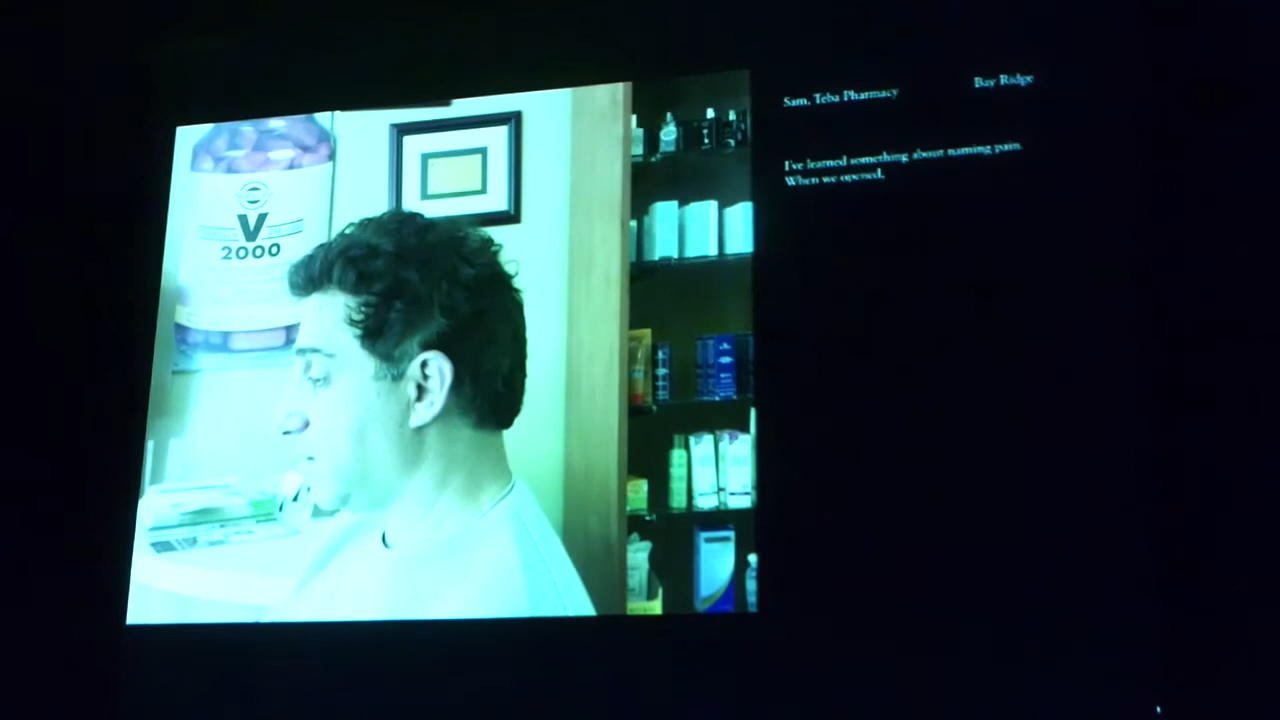 V
2000
Sam, Teba Pharmacy
Bay Ridge
I've learned something about naming pain.
When we opened,